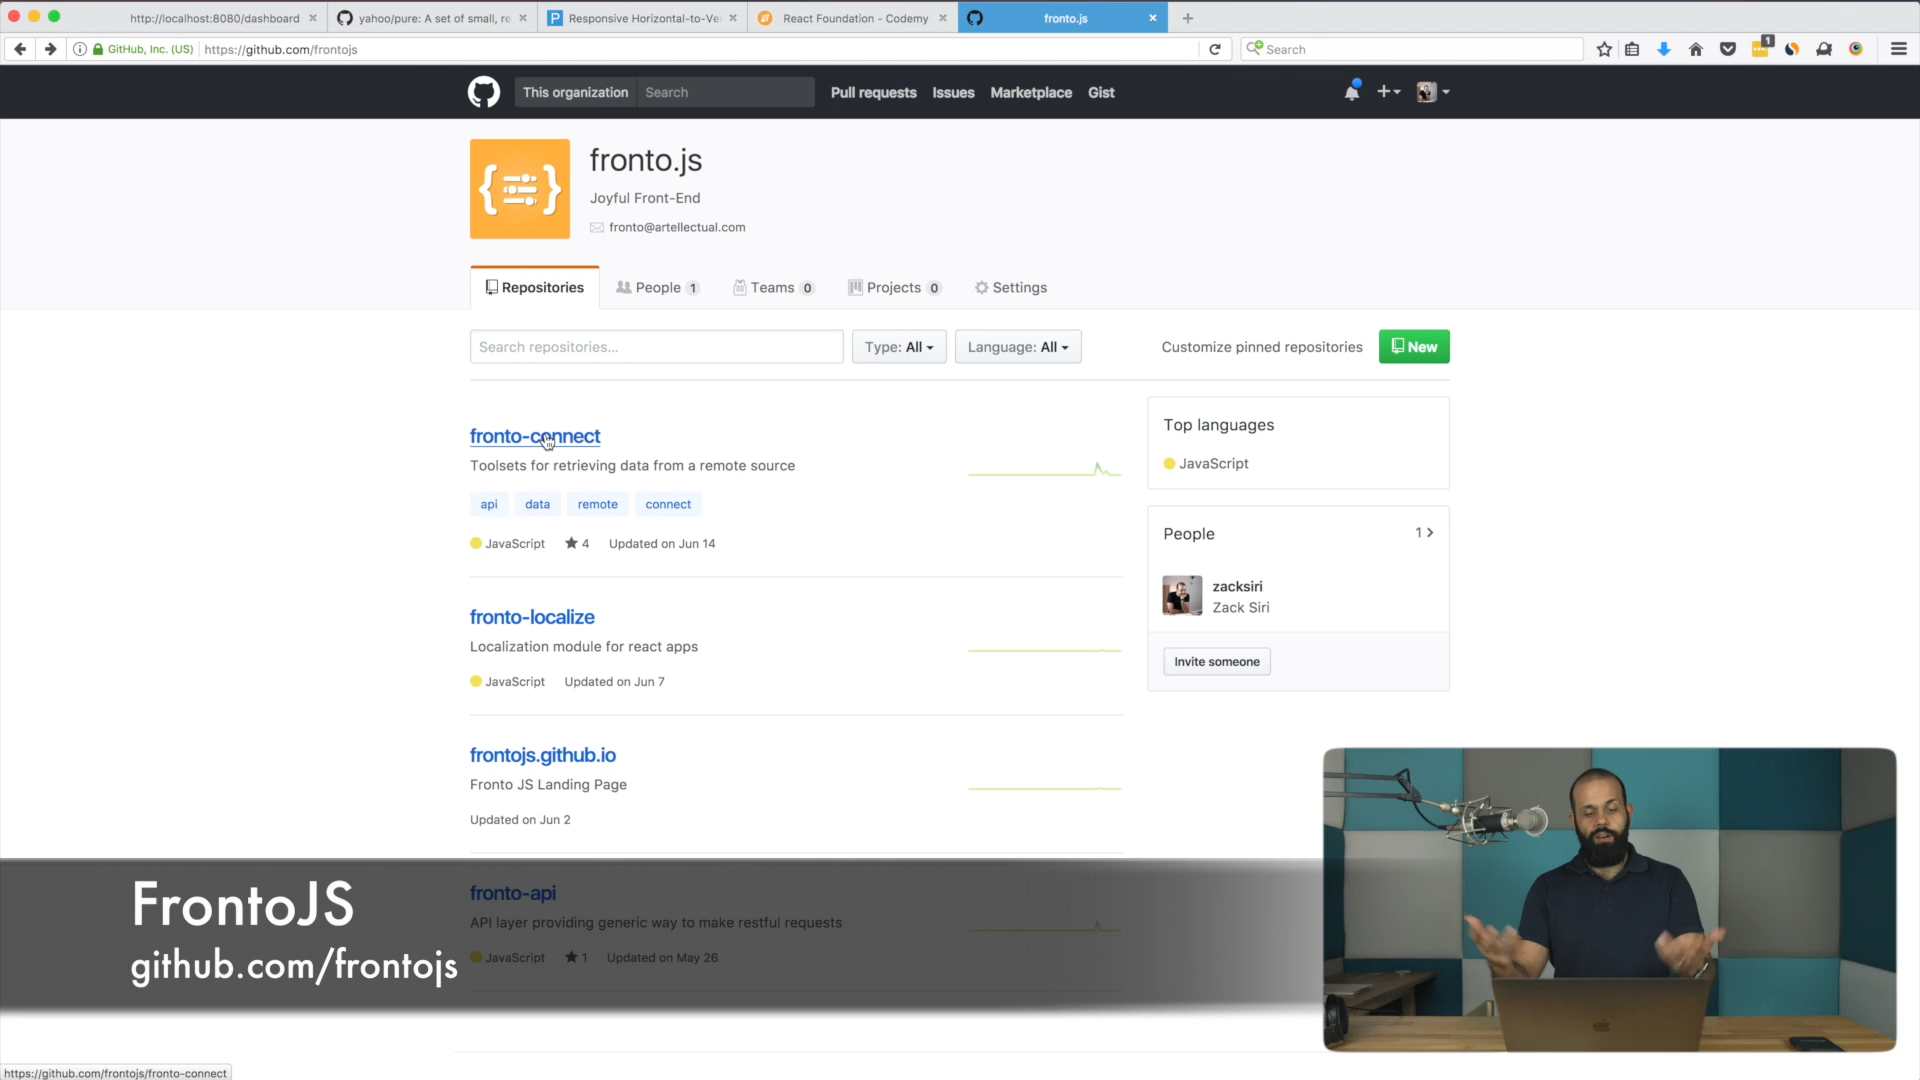 http://localhost:8080/dashboard
yahoo/pure: A set of small, re
Responsive Horizontal-to-Ve
React Foundation - Codemy
fronto.js
GitHub, Inc. (US)
https://github.com/frontojs
Search
1
This organization
Search
Pull requests
Issues
Marketplace
Gist
fronto.js
Joyful Front-End
fronto@artellectual.com
Repositories
People 1
Teams 0
Projects 0
Settings
Search repositories...
Type: All
Language: All
Customize pinned repositories
New
fronto-connect
Toolsets for retrieving data from a remote source
api data remote connect
JavaScript 4 Updated on Jun 14
Top languages
JavaScript
People 1
zacksiri
Zack Siri
Invite someone
fronto-localize
Localization module for react apps
JavaScript Updated on Jun 7
frontojs.github.io
Fronto JS Landing Page
Updated on Jun 2
fronto-api
API layer providing generic way to make restful requests
JavaScript 1 Updated on May 26
FrontoJS
github.com/frontojs
https://github.com/frontojs/fronto-connect